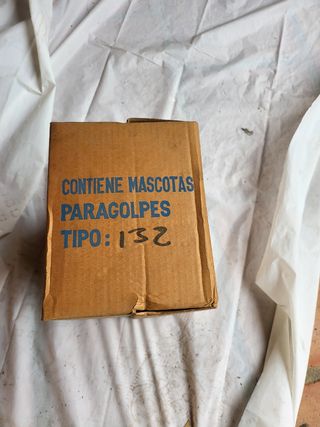 CONTIENE MASCOTAS
PARAGOLPES
TIPO: 132